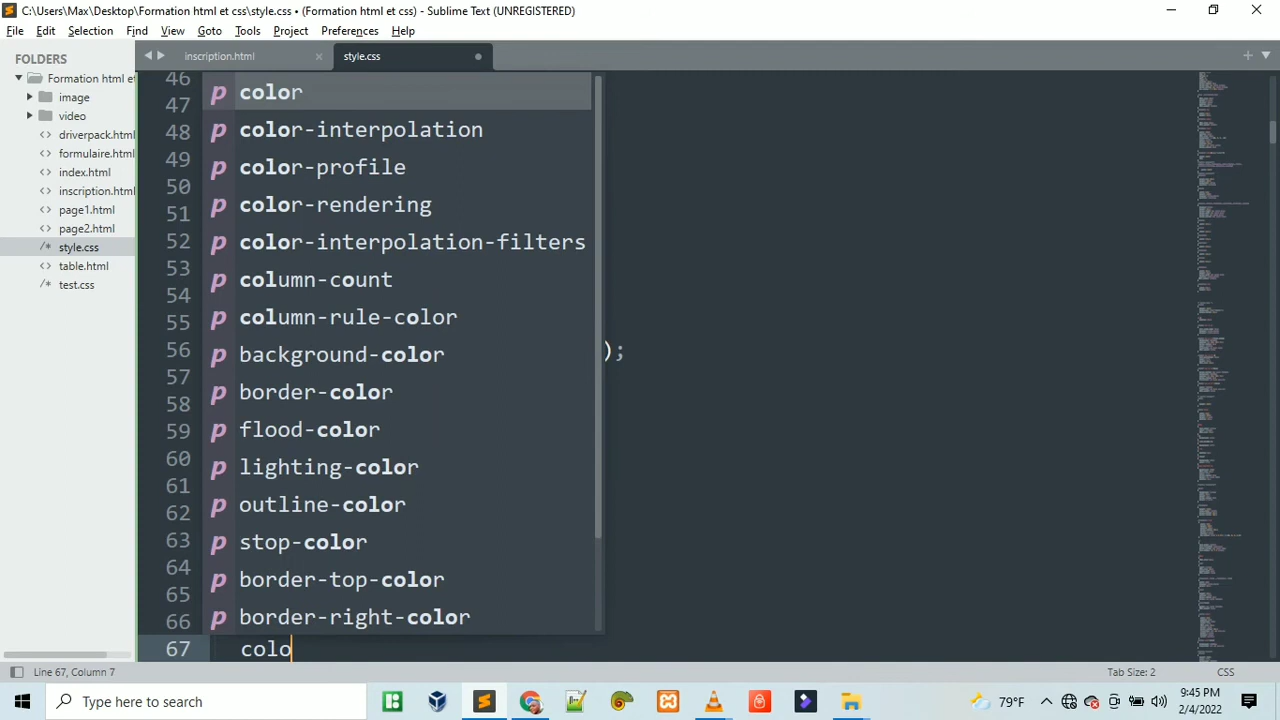 C:\Users\Max\Desktop\Formation html et css\style.css • (Formation html et css) - Sublime Text (UNREGISTERED)
File Edit Selection Find View Goto Tools Project Preferences Help
FOLDERS
Formation html et
image
video
driverpack.html
formulaire.html
index.html
inscription.html
page1.html
page2.html
style.css
table.html
test.css
inscription.html
style.css
46
47
48
49
50
51
52
53
54
55
56
57
58
59
60
61
62
63
64
65
66
67
p color
p color-interpolation
p color-profile
p color-rendering
p color-interpolation-filters
p column-count
p column-rule-color
p background-color
p border-color
p flood-color
p lighting-color
p outline-color
p stop-color
p border-top-color
p border-right-color
);
colo
Line 67, Column 7
Tab Size: 2
CSS
Type here to search
79°F
9:45 PM
2/4/2022